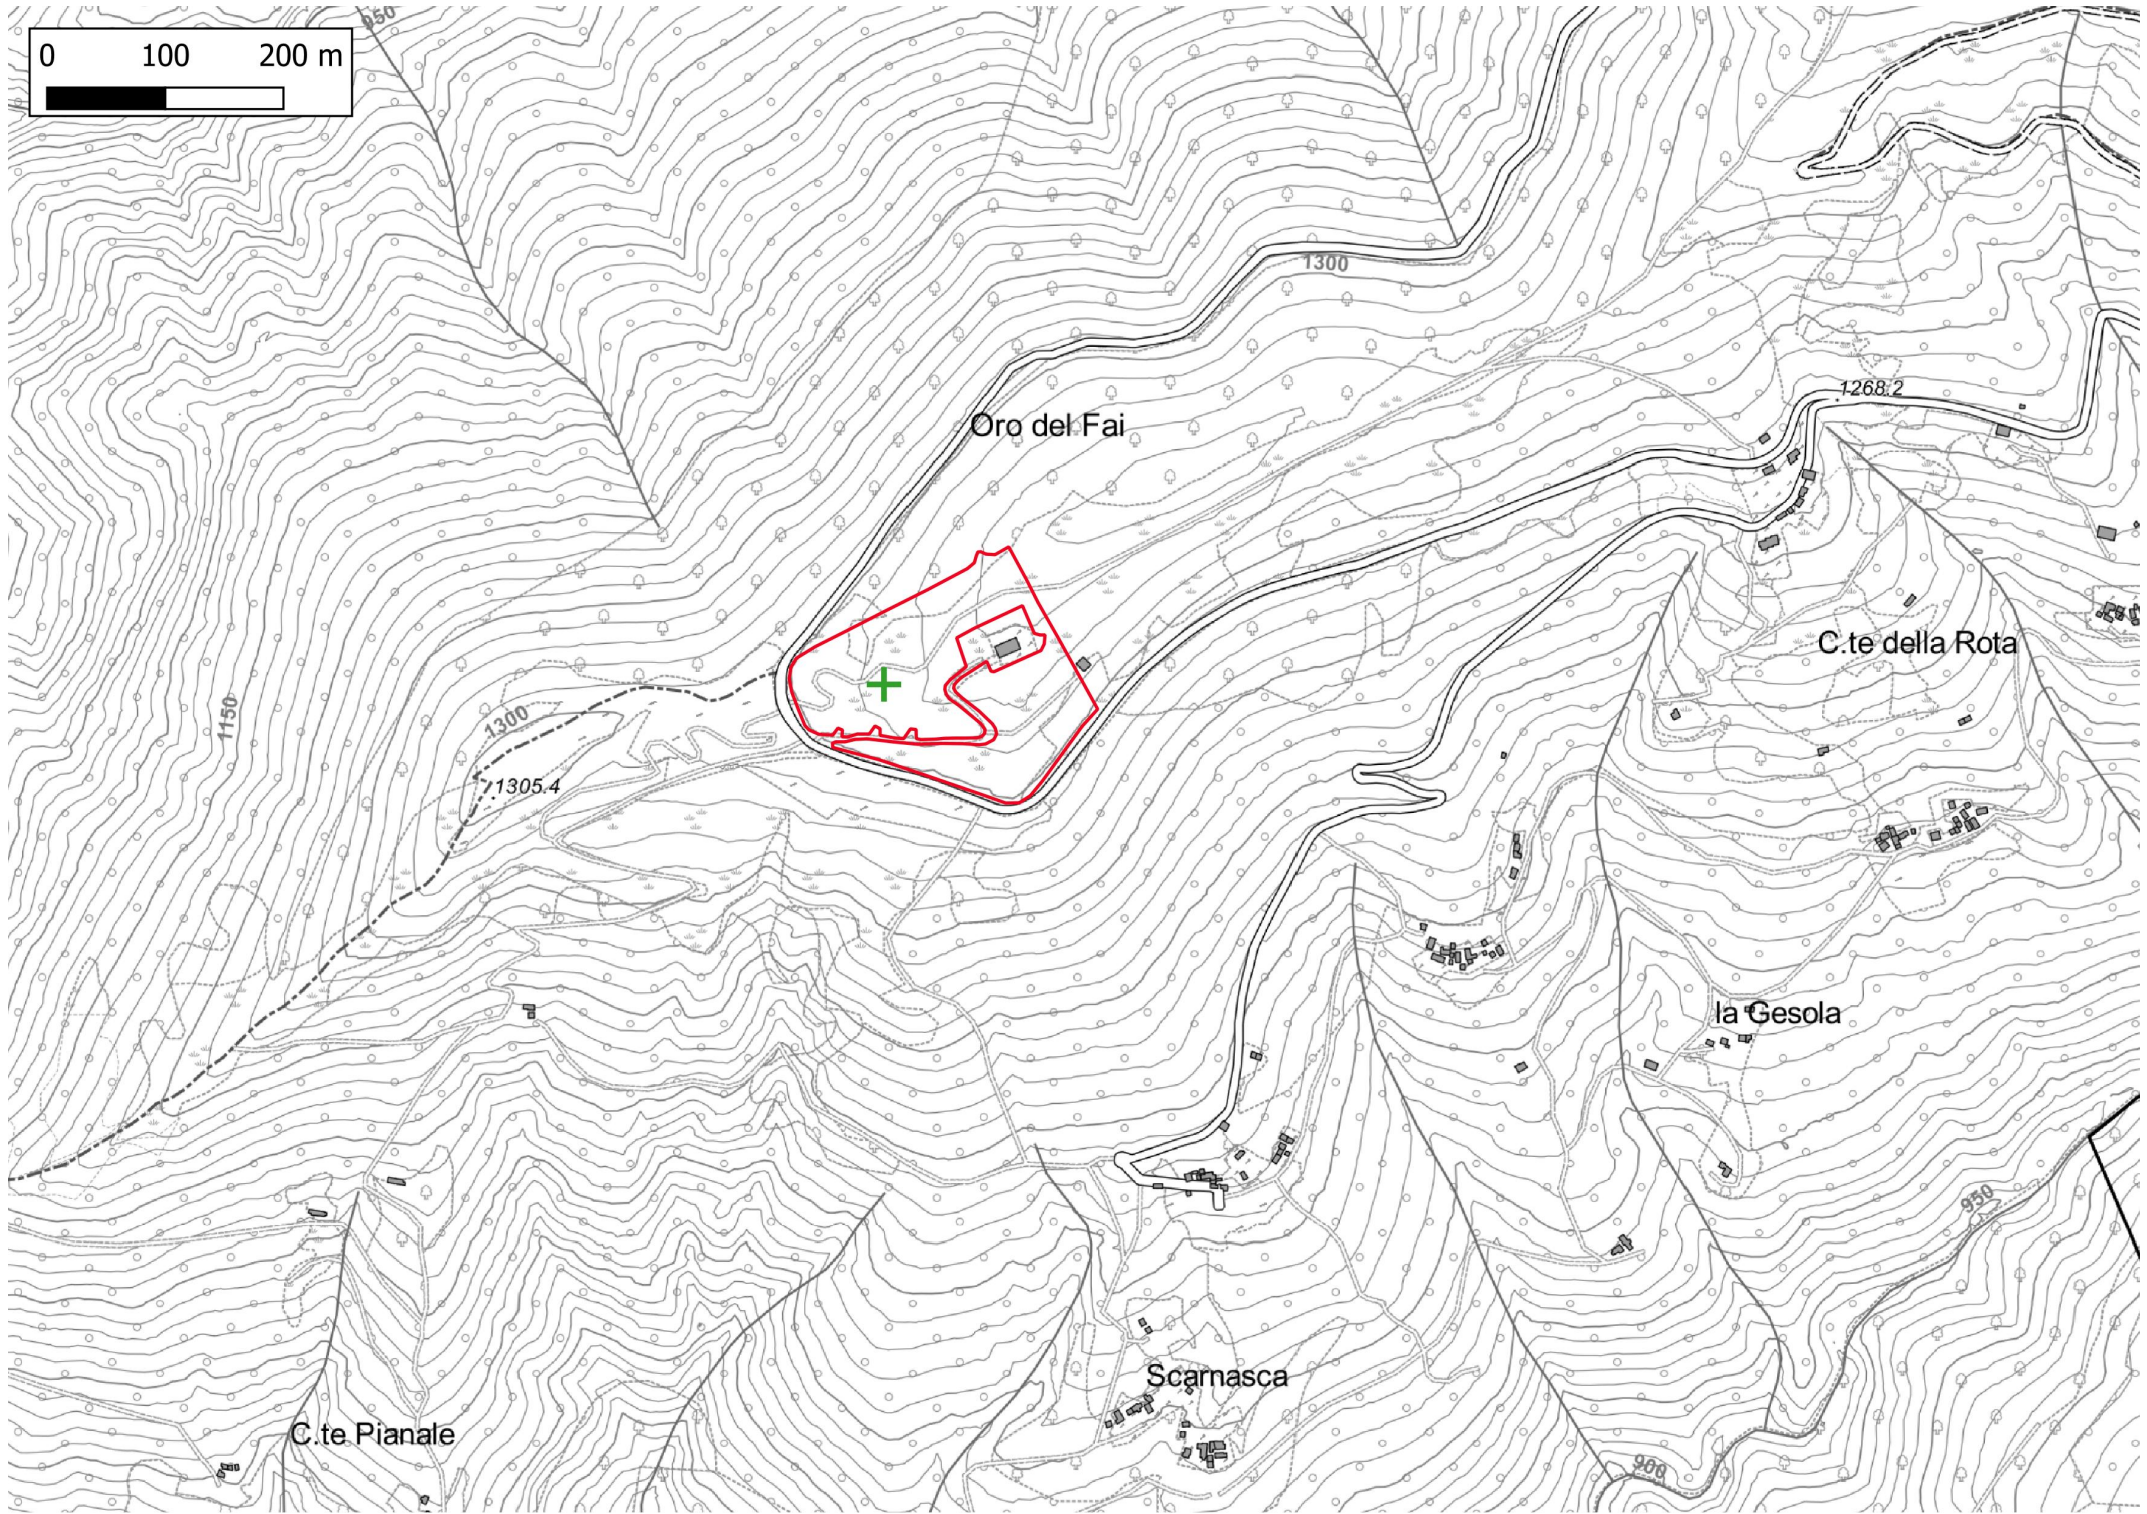 950
0 100 200 m
1300
1268.2
Oro del Fai
C.te della Rota
1150
1300
1305.4
la Gesola
950
Scarnasca
C.te Pianale
900